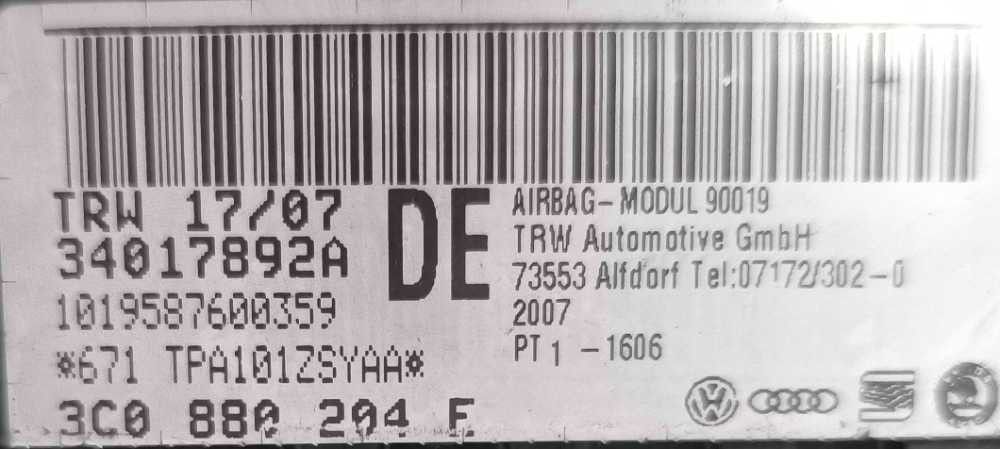 TRW 17/07
34017892A
1019587600359
*671 TPA101ZSYAA*
3C0 880 204 E
DE
AIRBAG-MODUL 90019
TRW Automotive GmbH
73553 Alfdorf Tel:07172/302-0
2007
PT 1 -1606